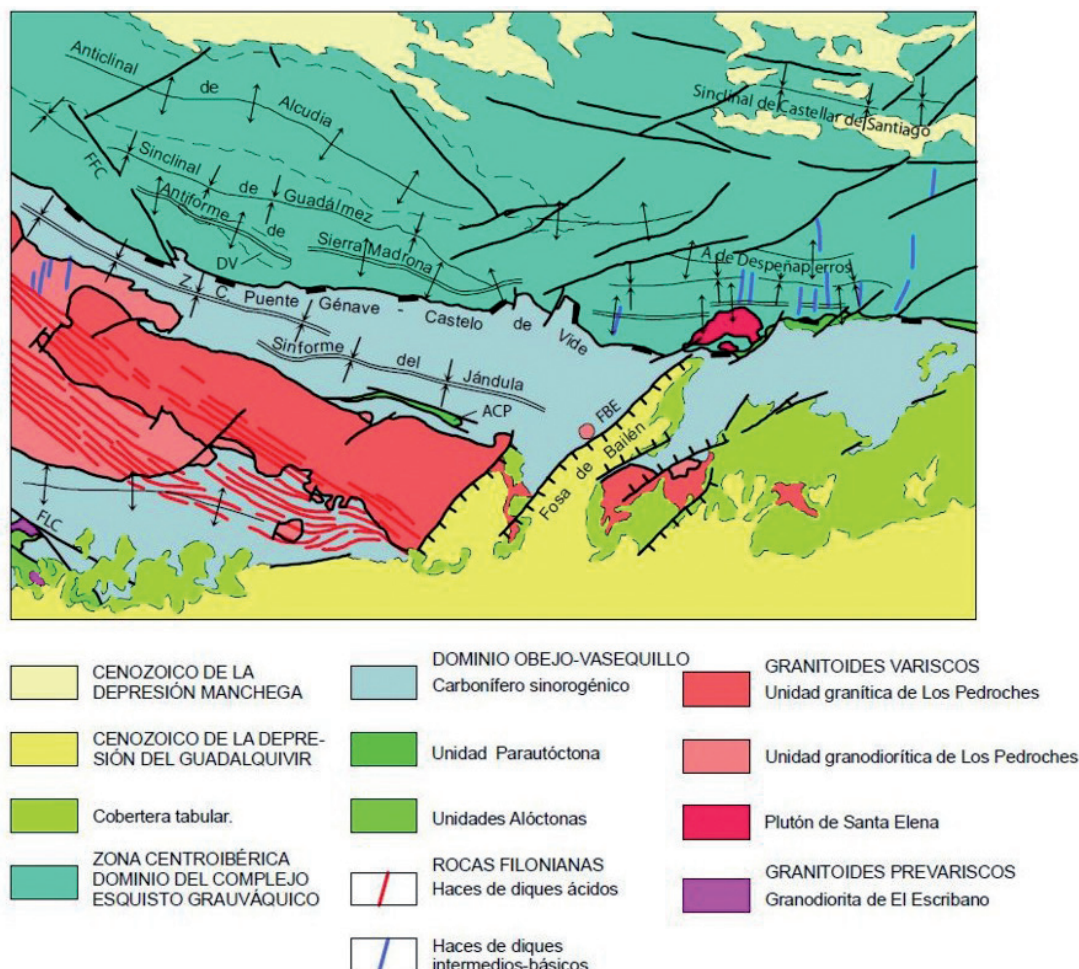 Anticlinal
de
Alcudia
Sinclinal de Castellar de Santiago
FFC
Sinclinal
de
Guadálmez
Antiforme de
Sierra Madrona
DV
A de Despeñaperros
Z. C. Puente Génave - Castelo de Vide
Sinforme del Jándula
ACP
FBE
Fosa de Bailén
FLC
CENOZOICO DE LA
DEPRESIÓN MANCHEGA
CENOZOICO DE LA DEPRE-
SIÓN DEL GUADALQUIVIR
Cobertera tabular.
ZONA CENTROIBÉRICA
DOMINIO DEL COMPLEJO
ESQUISTO GRAUVÁQUICO
DOMINIO OBEJO-VASEQUILLO
Carbonífero sinorogénico
Unidad Parautóctona
Unidades Alóctonas
ROCAS FILONIANAS
Haces de diques ácidos
Haces de diques
intermedios-básicos
GRANITOIDES VARISCOS
Unidad granítica de Los Pedroches
Unidad granodiorítica de Los Pedroches
Plutón de Santa Elena
GRANITOIDES PREVARISCOS
Granodiorita de El Escribano